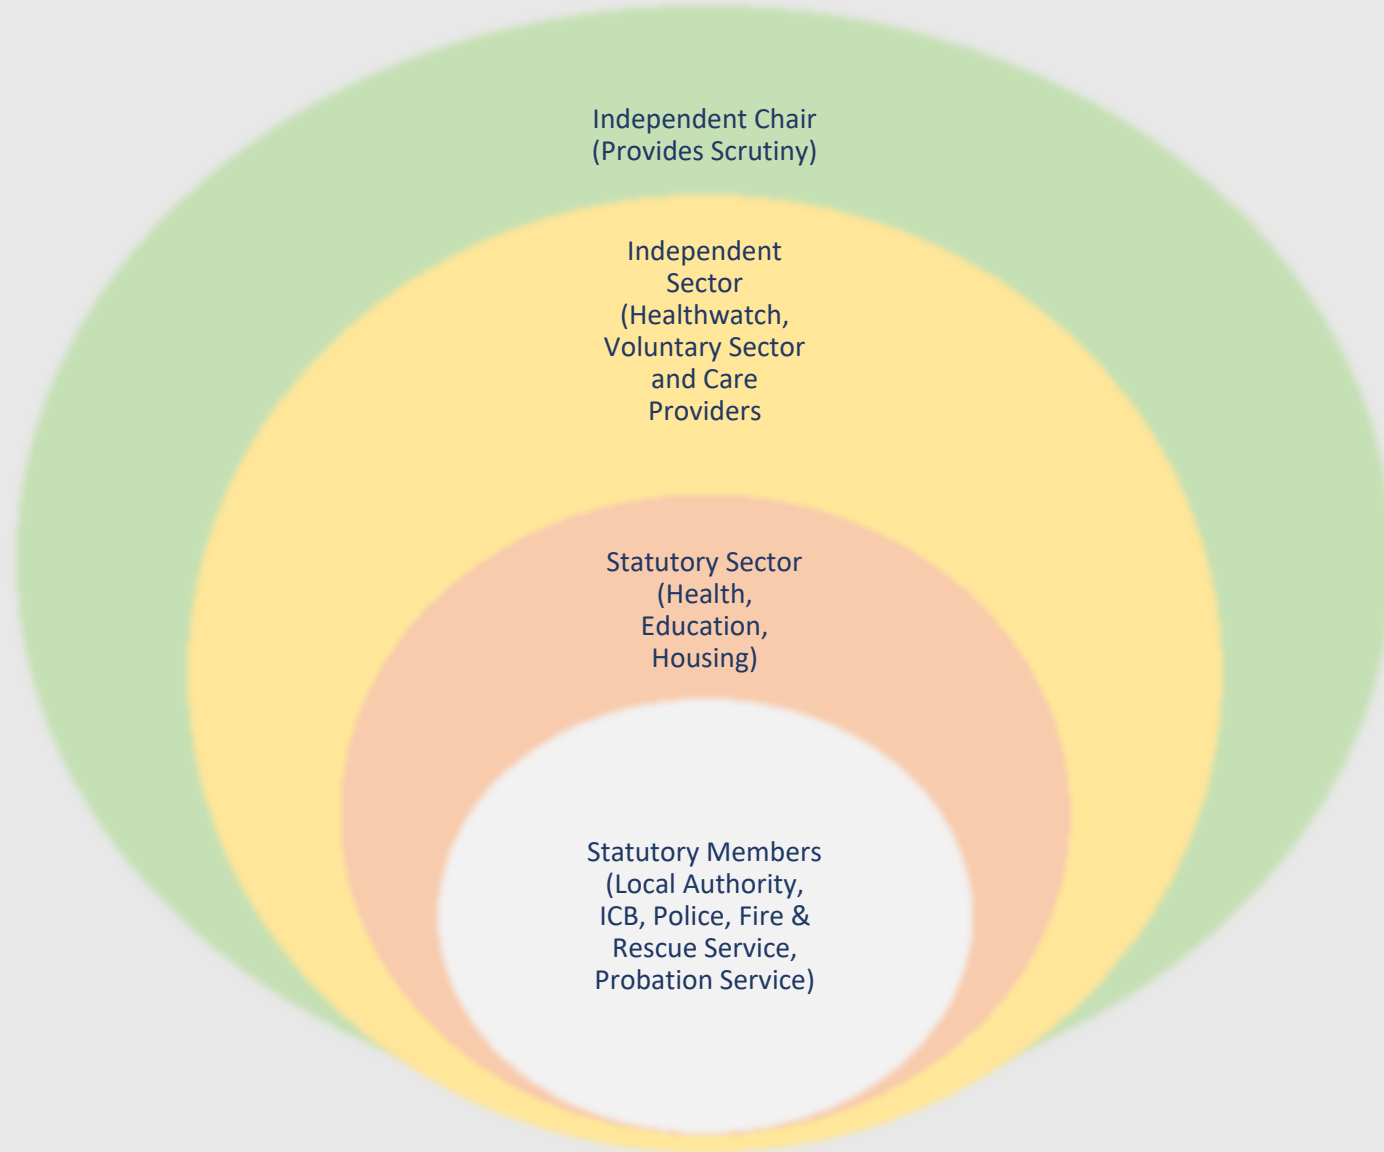 Independent Chair
(Provides Scrutiny)
Independent
Sector
(Healthwatch,
Voluntary Sector
and Care
Providers
Statutory Sector
(Health,
Education,
Housing)
Statutory Members
(Local Authority,
ICB, Police, Fire &
Rescue Service,
Probation Service)